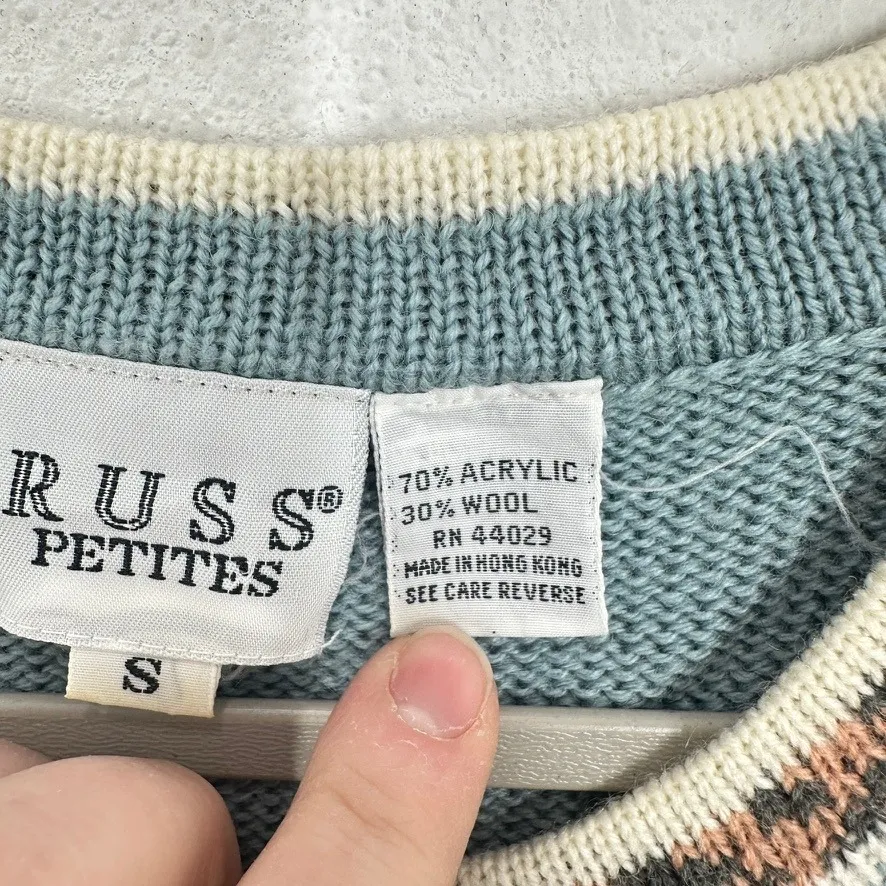 RUSS®
PETITES
S
70% ACRYLIC
30% WOOL
RN 44029
MADE IN HONG KONG
SEE CARE REVERSE